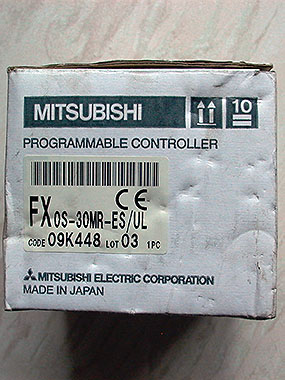 MITSUBISHI
10
PROGRAMMABLE CONTROLLER
CE
FX0S-30MR-ES/UL
CODE 09K448 LOT 03 1PC
MITSUBISHI ELECTRIC CORPORATION
MADE IN JAPAN